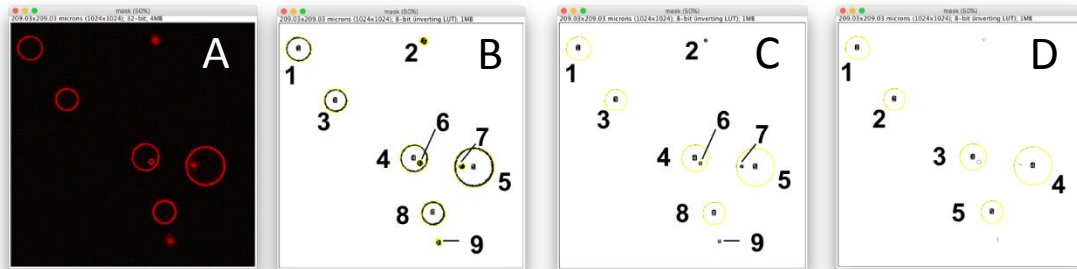 mask (50%)
209.03x209.03 microns (1024x1024); 32-bit; 4MB
A
mask (50%)
209.03x209.03 microns (1024x1024); 8-bit (inverting LUT); 1MB
B
1
2
3
4
6
7
5
8
9
mask (50%)
209.03x209.03 microns (1024x1024); 8-bit (inverting LUT); 1MB
C
1
2
3
4
6
7
5
8
9
mask (50%)
209.03x209.03 microns (1024x1024); 8-bit (inverting LUT); 1MB
D
1
2
3
4
5